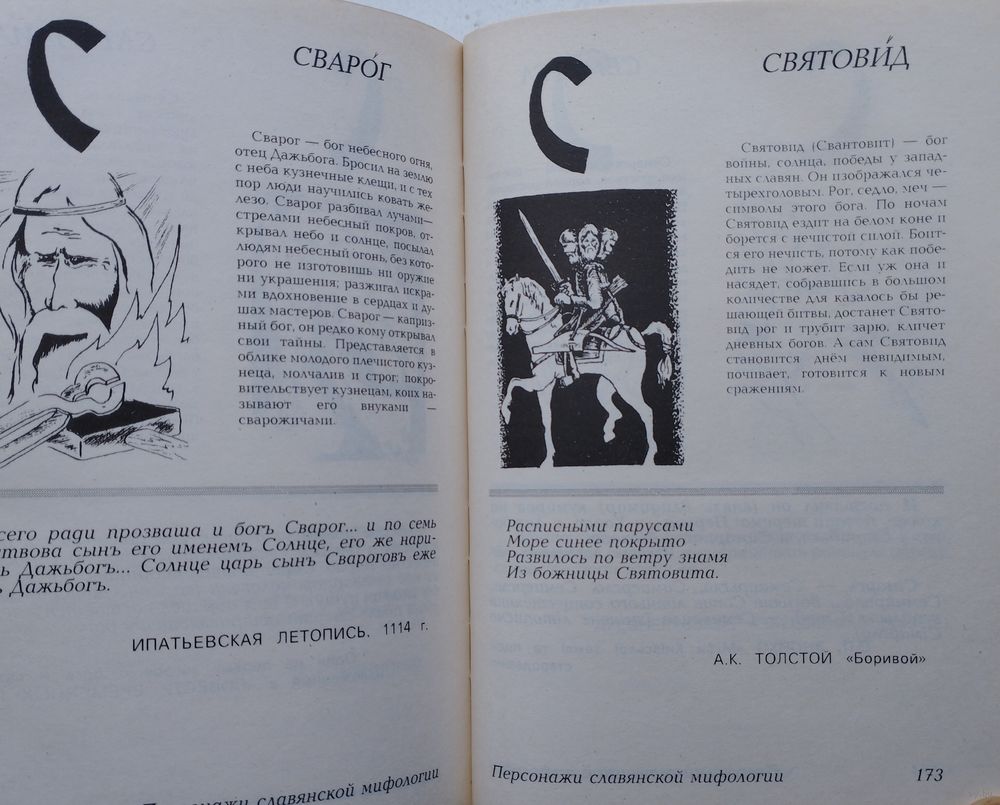 С
СВАРО́Г
Сварог — бог небесного огня,
отец Дажьбога. Бросил на землю
с неба кузнечные клещи, и с тех
пор люди научились ковать же-
лезо. Сварог разбивал лучами—
стрелами небесный покров, от-
крывал небо и солнце, посылал
людям небесный огонь, без кото-
рого не изготовишь ни оружие
ни украшения; разжигал искра-
ми вдохновение в сердцах и ду-
шах мастеров. Сварог — каприз-
ный бог, он редко кому открывал
свои тайны. Представляется в
облике молодого плечистого куз-
неца, молчалив и строг; покро-
вительствует кузнецам, коих на-
зывают его внуками —
сварожичами.
сего ради прозваша и богъ Сварог... и по семь
ствова сынъ его именемъ Солнце, его же нари-
ь Дажьбогъ... Солнце царь сынъ Свароговъ еже
ь Дажьбогъ.
ИПАТЬЕВСКАЯ ЛЕТОПИСЬ. 1114 г.
Персонажи славянской мифологии
С
СВЯТОВИ́Д
Святовид (Свантовит) — бог
войны, солнца, победы у запад-
ных славян. Он изображался че-
тырехголовым. Рог, седло, меч —
символы этого бога. По ночам
Святовид ездит на белом коне и
борется с нечистой силой. Боит-
ся его нечисть, потому как побе-
дить не может. Если уж она и
насядет, собравшись в большом
количестве для казалось бы ре-
шающей битвы, достанет Свято-
вид рог и трубит зарю, кличет
дневных богов. А сам Святовид
становится днём невидимым,
почивает, готовится к новым
сражениям.
Расписными парусами
Море синее покрыто
Развилось по ветру знамя
Из божницы Святовита.
А.К. ТОЛСТОЙ «Боривой»
Персонажи славянской мифологии 173